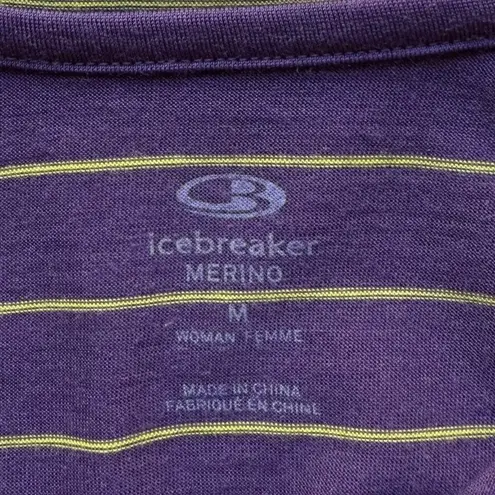 icebreaker
MERINO
M
WOMAN FEMME
MADE IN CHINA
FABRIQUÉ EN CHINE